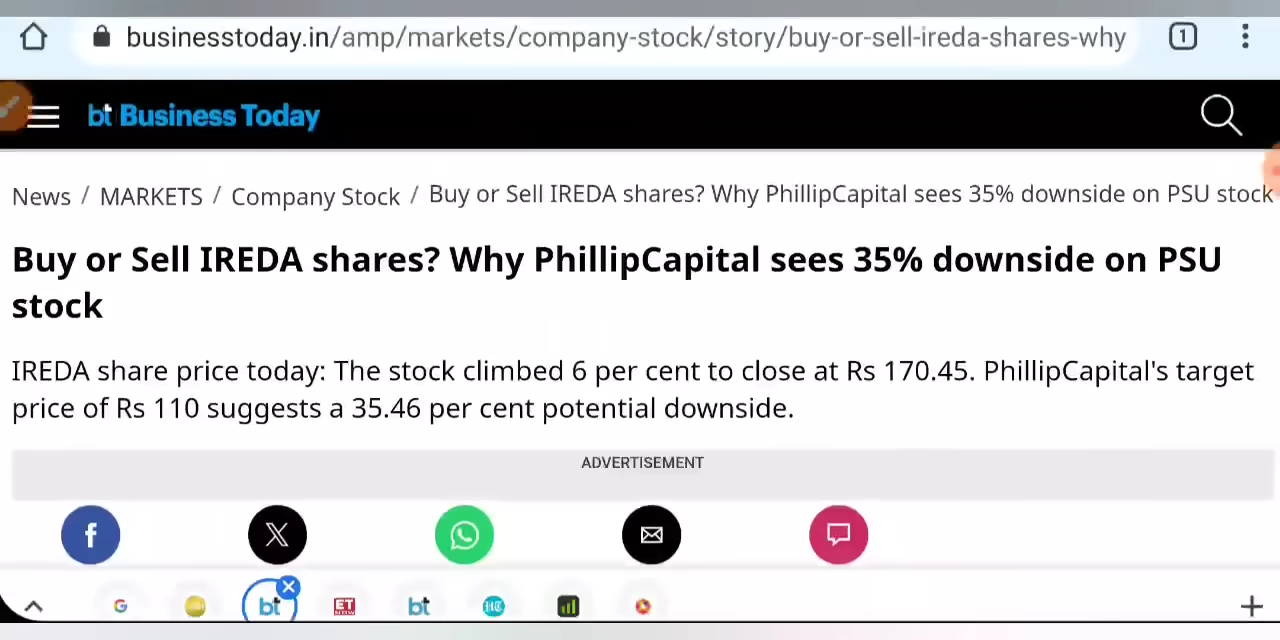 businesstoday.in/amp/markets/company-stock/story/buy-or-sell-ireda-shares-why
1
bt Business Today
News / MARKETS / Company Stock / Buy or Sell IREDA shares? Why PhillipCapital sees 35% downside on PSU stock
Buy or Sell IREDA shares? Why PhillipCapital sees 35% downside on PSU
stock
IREDA share price today: The stock climbed 6 per cent to close at Rs 170.45. PhillipCapital's target
price of Rs 110 suggests a 35.46 per cent potential downside.
ADVERTISEMENT
f X
G bt ET bt HT